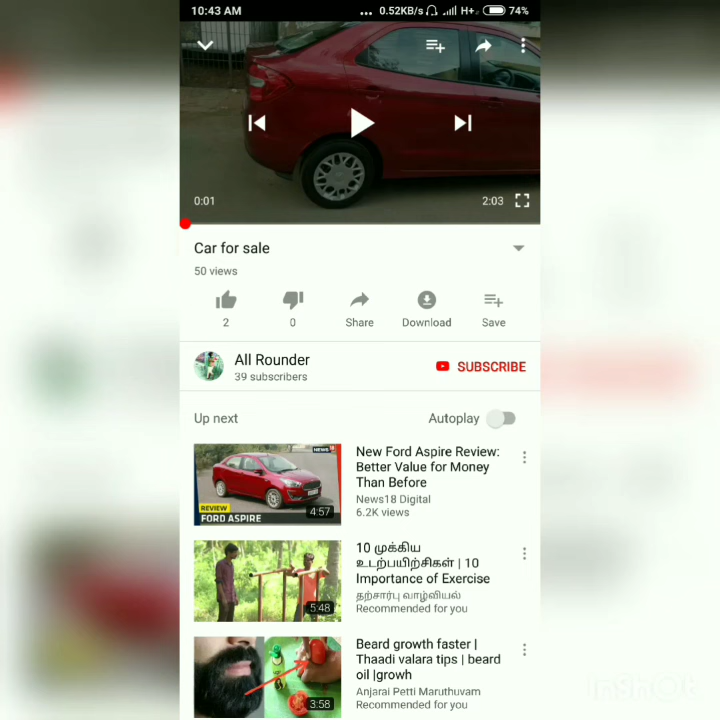 10:43 AM
... 0.52KB/s H+ 74%
0:01
2:03
Car for sale
50 views
2
0
Share
Download
Save
All Rounder
39 subscribers
SUBSCRIBE
Up next
Autoplay
NEWS18
REVIEW
FORD ASPIRE
4:57
New Ford Aspire Review:
Better Value for Money
Than Before
News18 Digital
6.2K views
5:48
10 முக்கிய
உடற்பயிற்சிகள் | 10
Importance of Exercise
தற்சார்பு வாழ்வியல்
Recommended for you
3:58
Beard growth faster |
Thaadi valara tips | beard
oil |growh
Anjarai Petti Maruthuvam
Recommended for you
InShOt